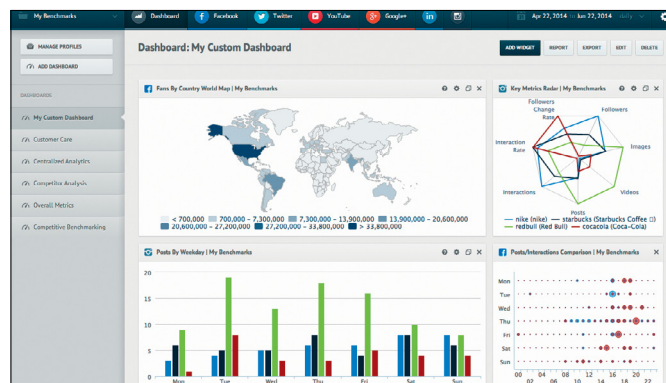 My Benchmarks
Dashboard
Facebook
Twitter
YouTube
Google+
in
Apr 22, 2014 to Jun 22, 2014
daily
MANAGE PROFILES
ADD DASHBOARD
DASHBOARDS
My Custom Dashboard
Customer Care
Centralized Analytics
Competitor Analysis
Overall Metrics
Competitive Benchmarking
Dashboard: My Custom Dashboard
ADD WIDGET
REPORT
EXPORT
EDIT
DELETE
Fans By Country World Map | My Benchmarks
< 700,000 700,000 – 7,300,000 7,300,000 – 13,900,000 13,900,000 – 20,600,000
20,600,000 – 27,200,000 27,200,000 – 33,800,000 > 33,800,000
Key Metrics Radar | My Benchmarks
Followers
Change
Rate
Followers
Interaction
Rate
Images
Interactions
Videos
Posts
nike (nike) starbucks (Starbucks Coffee
redbull (Red Bull) cocacola (Coca-Cola)
Posts By Weekday | My Benchmarks
20
15
10
5
0
Mon Tue Wed Thu Fri Sat Sun
Posts/Interactions Comparison | My Benchmarks
Mon
Tue
Wed
Thu
Fri
Sat
Sun
00 04 06 08 10 12 14 16 18 20 22
02